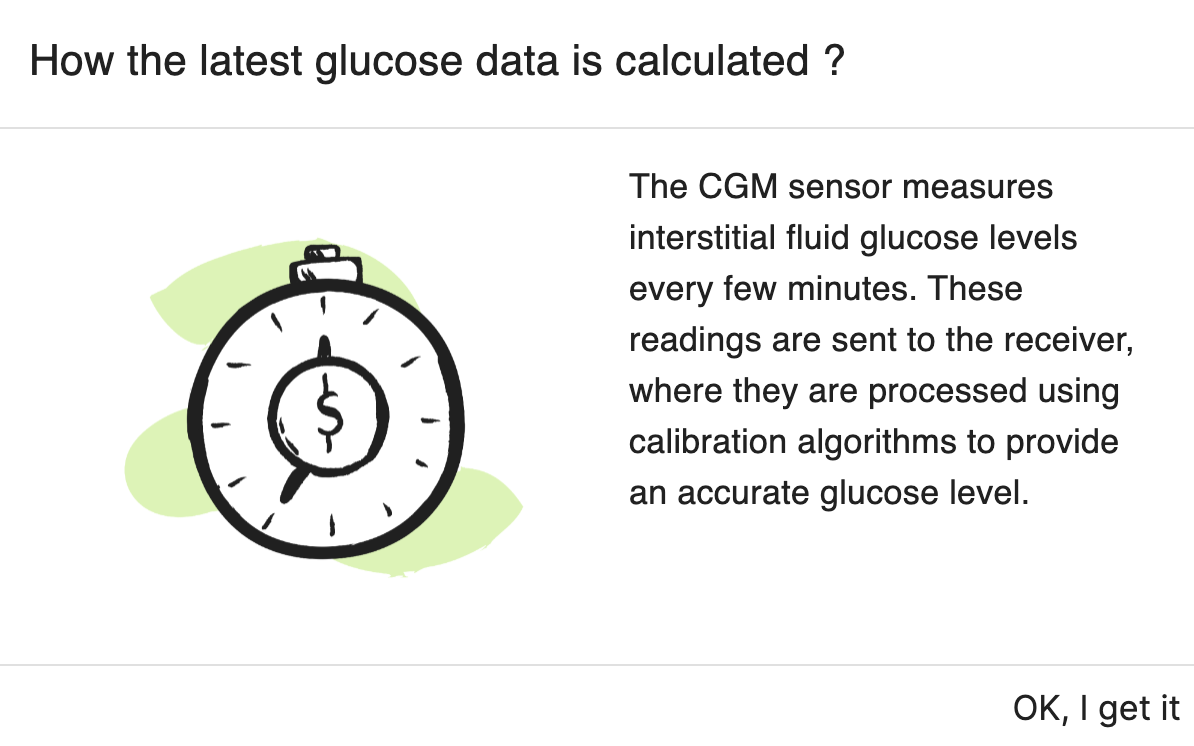 How the latest glucose data is calculated ?
The CGM sensor measures
interstitial fluid glucose levels
every few minutes. These
readings are sent to the receiver,
where they are processed using
calibration algorithms to provide
an accurate glucose level.
$
OK, I get it